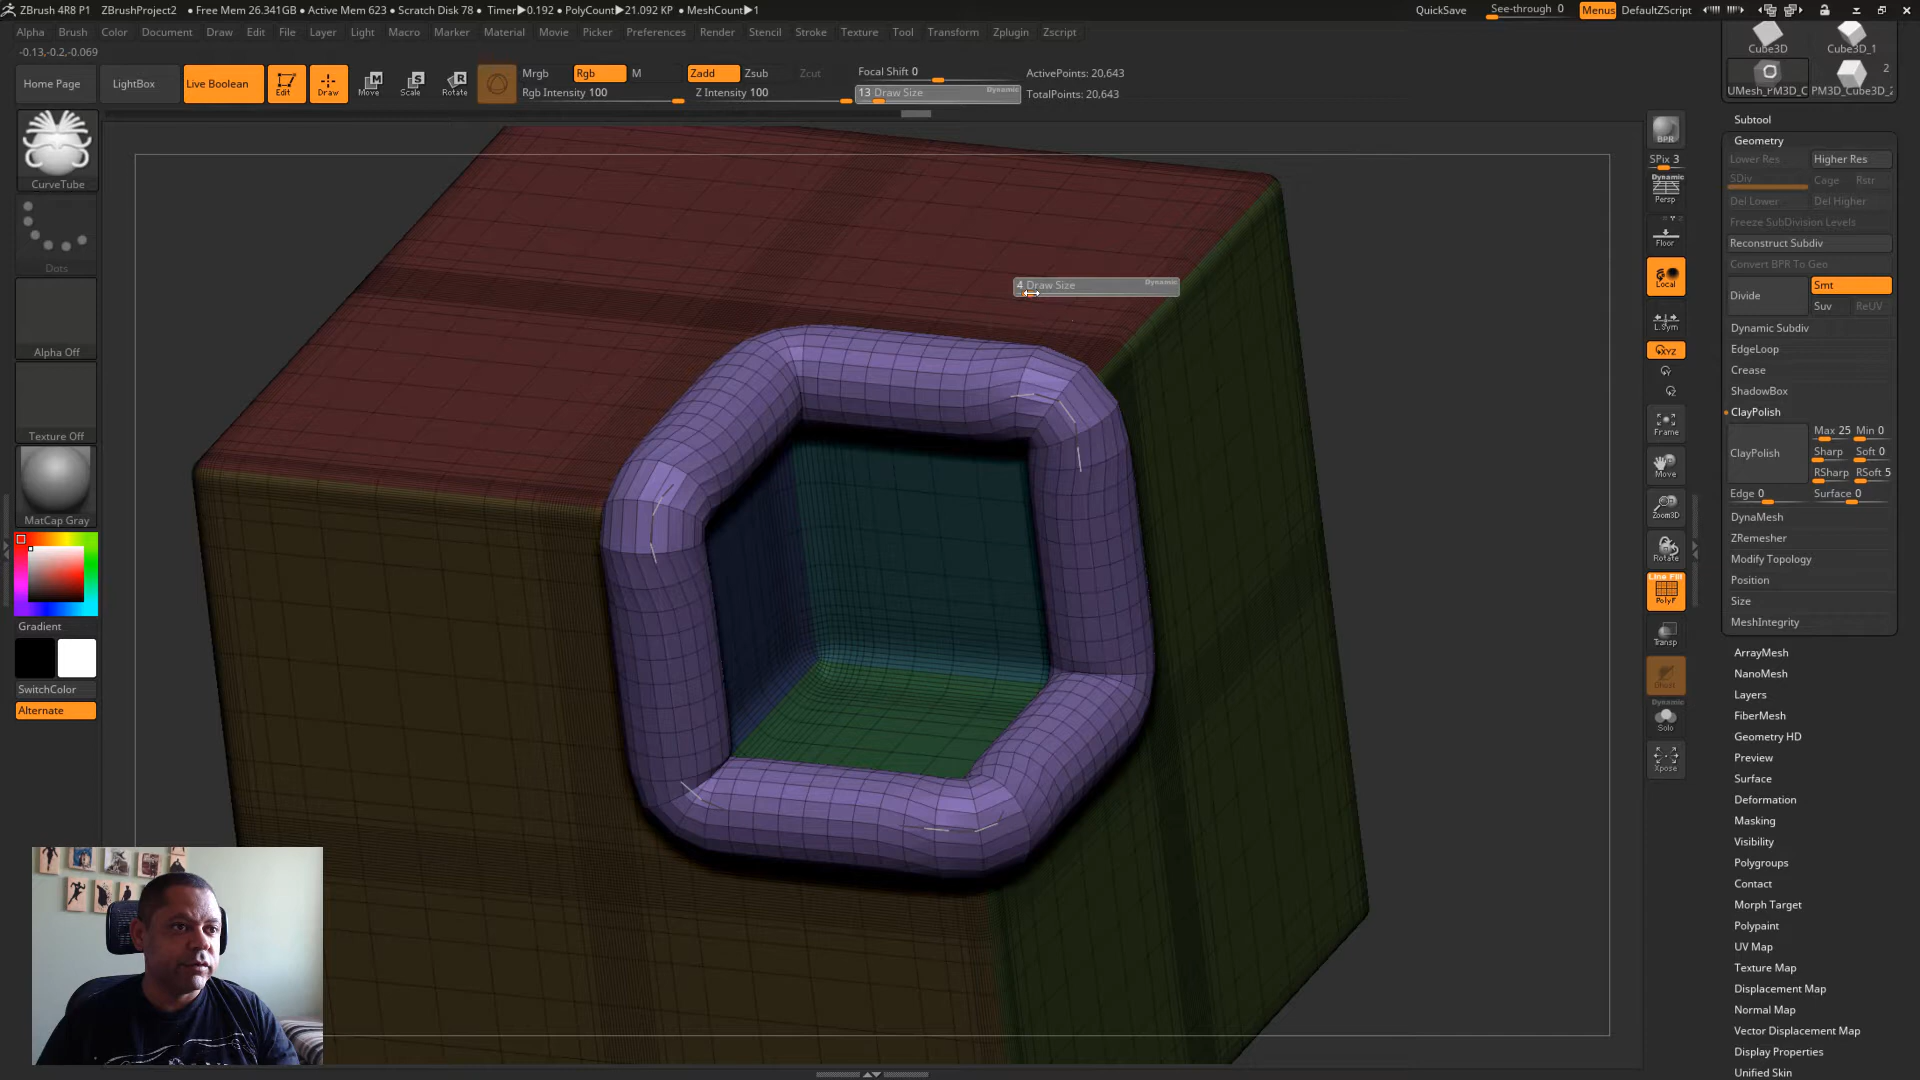 ZBrush 4R8 P1 ZBrushProject2 • Free Mem 26.341GB • Active Mem 623 • Scratch Disk 78 • Timer▶0.192 • PolyCount▶21.092 KP • MeshCount▶1 QuickSave See-through 0 Menus DefaultZScript
Alpha Brush Color Document Draw Edit File Layer Light Macro Marker Material Movie Picker Preferences Render Stencil Stroke Texture Tool Transform Zplugin Zscript
-0.13,-0.2,-0.069
Home Page LightBox Live Boolean Edit Draw Move Scale Rotate
Mrgb Rgb M
Rgb Intensity 100
Zadd Zsub Zcut
Z Intensity 100
Focal Shift 0
13 Draw Size Dynamic
ActivePoints: 20,643
TotalPoints: 20,643
CurveTube
Dots
Alpha Off
Texture Off
MatCap Gray
Gradient
SwitchColor
Alternate
4 Draw Size Dynamic
BPR
SPix 3
Dynamic
Persp
Floor
Local
L.Sym
XYZ
Frame
Move
Zoom3D
Rotate
Line Fill
PolyF
Transp
Dynamic
Solo
Xpose
Cube3D Cube3D_1
2
UMesh_PM3D_C PM3D_Cube3D_2
Subtool
Geometry
Lower Res Higher Res
SDiv Cage Rstr
Del Lower Del Higher
Freeze SubDivision Levels
Reconstruct Subdiv
Convert BPR To Geo
Divide Smt
Suv ReUV
Dynamic Subdiv
EdgeLoop
Crease
ShadowBox
ClayPolish
ClayPolish Max 25 Min 0
Sharp Soft 0
RSharp RSoft 5
Edge 0 Surface 0
DynaMesh
ZRemesher
Modify Topology
Position
Size
MeshIntegrity
ArrayMesh
NanoMesh
Layers
FiberMesh
Geometry HD
Preview
Surface
Deformation
Masking
Visibility
Polygroups
Contact
Morph Target
Polypaint
UV Map
Texture Map
Displacement Map
Normal Map
Vector Displacement Map
Display Properties
Unified Skin